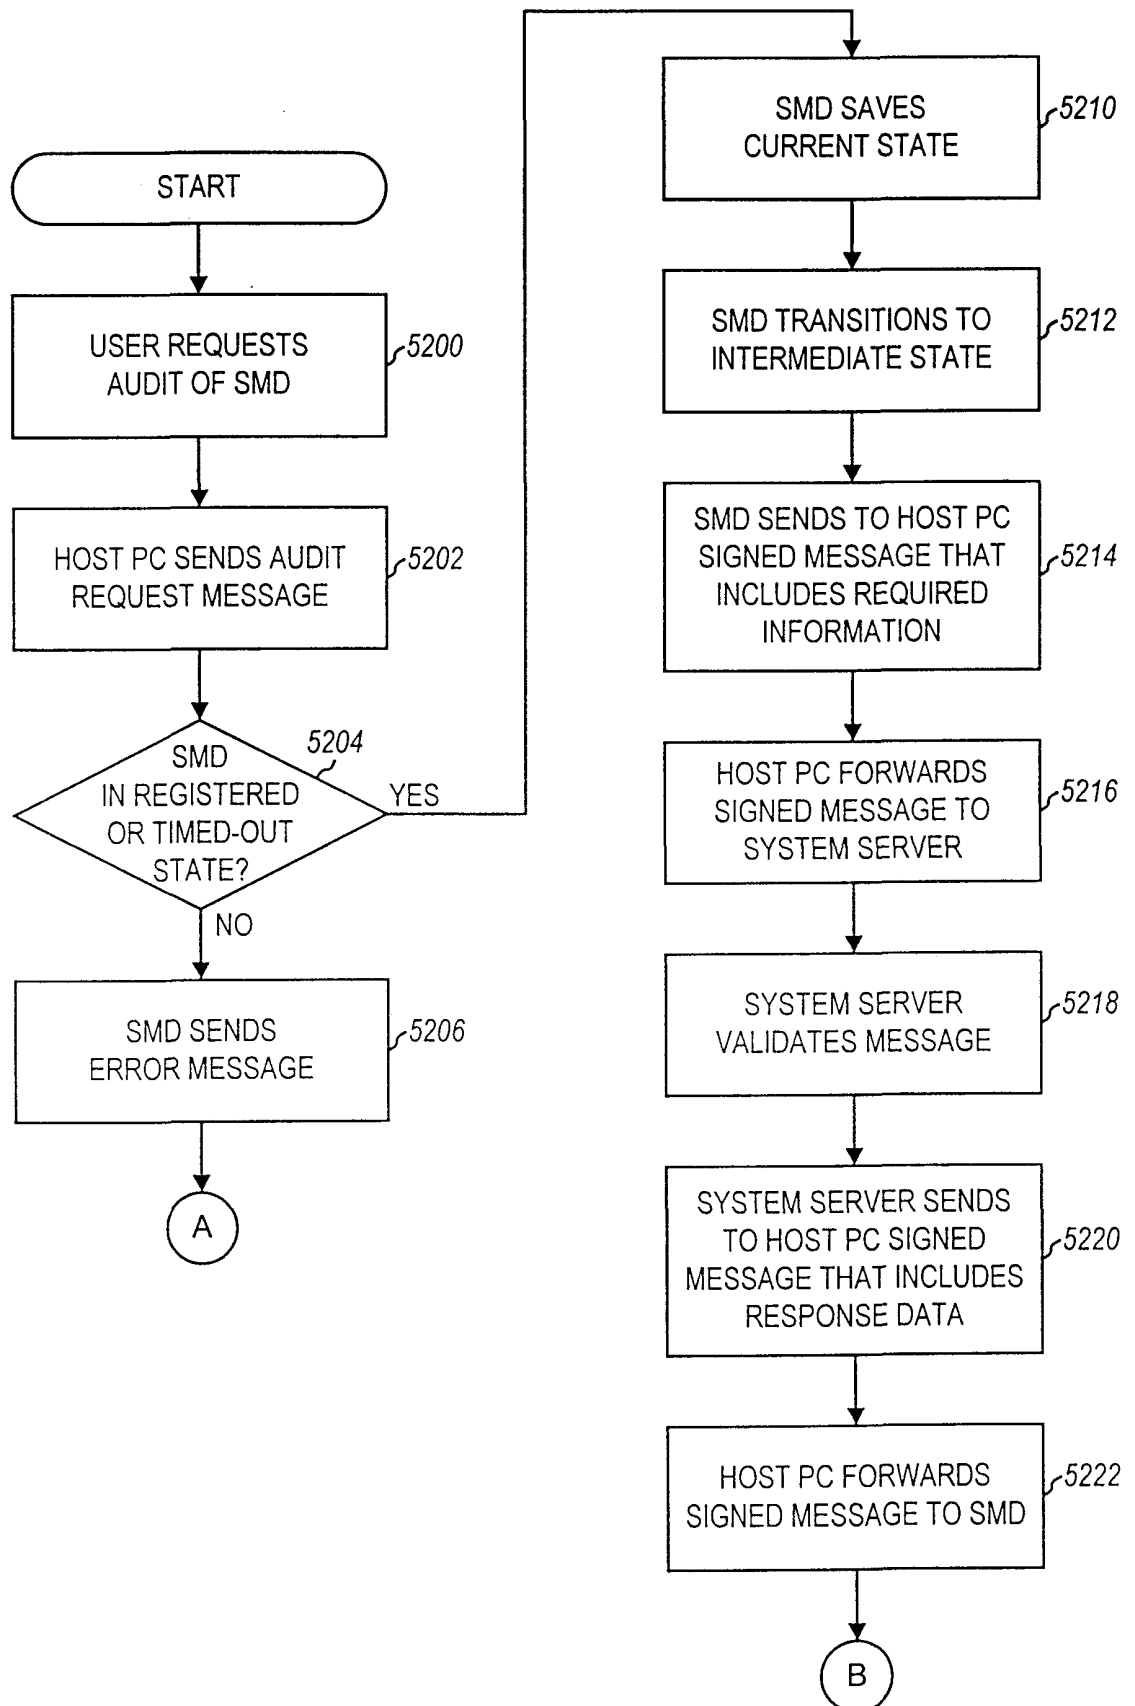 START
USER REQUESTS
AUDIT OF SMD
5200
HOST PC SENDS AUDIT
REQUEST MESSAGE
5202
SMD
IN REGISTERED
OR TIMED-OUT
STATE?
5204
YES
NO
SMD SENDS
ERROR MESSAGE
5206
A
SMD SAVES
CURRENT STATE
5210
SMD TRANSITIONS TO
INTERMEDIATE STATE
5212
SMD SENDS TO HOST PC
SIGNED MESSAGE THAT
INCLUDES REQUIRED
INFORMATION
5214
HOST PC FORWARDS
SIGNED MESSAGE TO
SYSTEM SERVER
5216
SYSTEM SERVER
VALIDATES MESSAGE
5218
SYSTEM SERVER SENDS
TO HOST PC SIGNED
MESSAGE THAT INCLUDES
RESPONSE DATA
5220
HOST PC FORWARDS
SIGNED MESSAGE TO SMD
5222
B